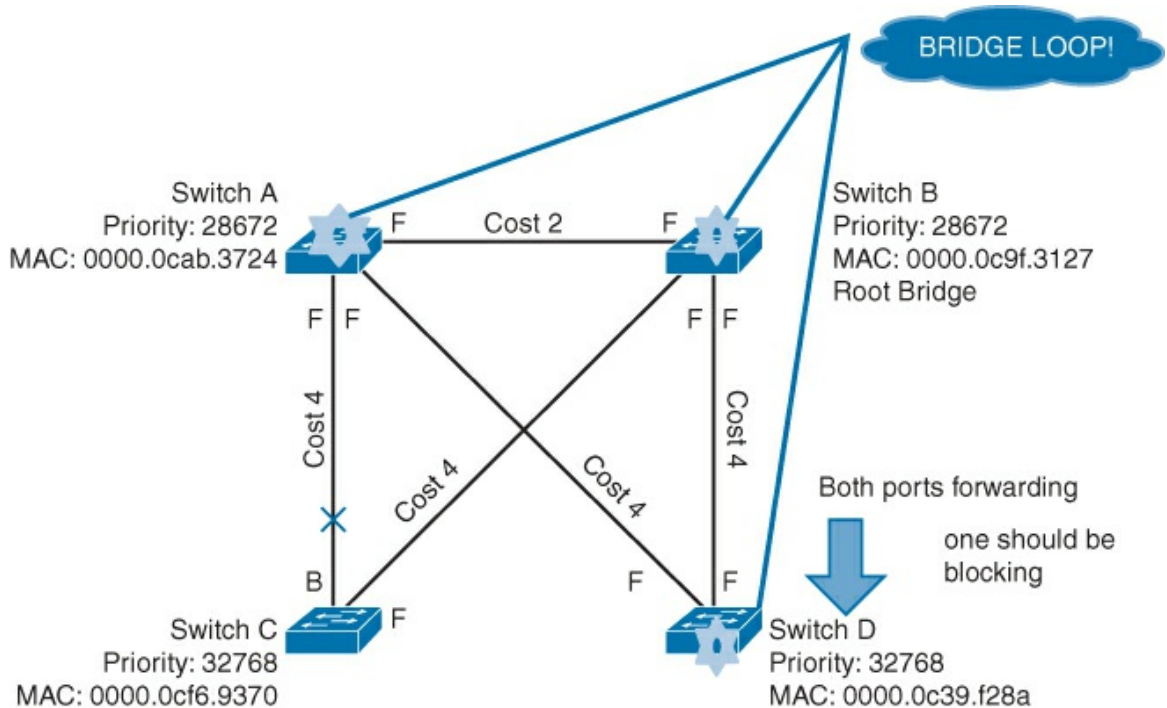 BRIDGE LOOP!
Switch A
Priority: 28672
MAC: 0000.0cab.3724
F
Cost 2
F
Switch B
Priority: 28672
MAC: 0000.0c9f.3127
Root Bridge
F F
F F
Cost 4
Cost 4
Cost 4
Cost 4
Both ports forwarding
one should be
blocking
B
F
F
F
Switch C
Priority: 32768
MAC: 0000.0cf6.9370
Switch D
Priority: 32768
MAC: 0000.0c39.f28a